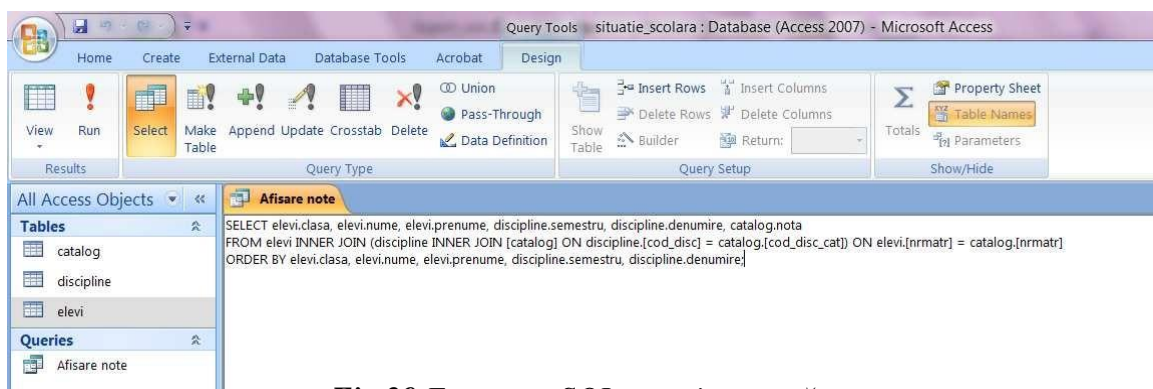 Query Tools situatie_scolara : Database (Access 2007) - Microsoft Access
Home Create External Data Database Tools Acrobat Design
View Run Select Make Table Append Update Crosstab Delete
Union
Pass-Through
Data Definition
Show Table
Insert Rows
Delete Rows
Builder
Insert Columns
Delete Columns
Return:
Totals
Property Sheet
Table Names
Parameters
Results Query Type Query Setup Show/Hide
All Access Objects
Afisare note
Tables
catalog
discipline
elevi
Queries
Afisare note
SELECT elevi.clasa, elevi.nume, elevi.prenume, discipline.semestru, discipline.denumire, catalog.nota
FROM elevi INNER JOIN (discipline INNER JOIN [catalog] ON discipline.[cod_disc] = catalog.[cod_disc_cat]) ON elevi.[nrmatr] = catalog.[nrmatr]
ORDER BY elevi.clasa, elevi.nume, elevi.prenume, discipline.semestru, discipline.denumire;